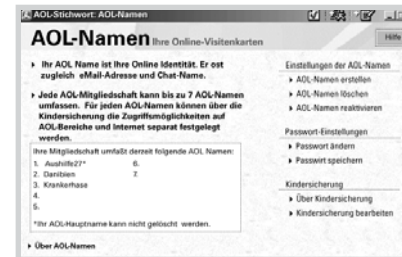 AOL-Stichwort: AOL-Namen
AOL-Namen Ihre Online-Visitenkarten
Hilfe
Ihr AOL Name ist Ihre Online Identität. Er ost
zugleich eMail-Adresse und Chat-Name.
Jede AOL-Mitgliedschaft kann bis zu 7 AOL-Namen
umfassen. Für jeden AOL-Namen können über die
Kindersicherung die Zugriffsmöglichkeiten auf
AOL-Bereiche und Internet separat festgelegt
werden.
Ihre Mitgliedschaft umfaßt derzeit folgende AOL Namen:
1. Aushilfe27*
2. Danibien
3. Krankerhase
4.
5.
6.
7.
*Ihr AOL-Hauptname kann nicht gelöscht werden.
Über AOL-Namen
Einstellungen der AOL-Namen
AOL-Namen erstellen
AOL-Namen löschen
AOL-Namen reaktivieren
Passwort-Einstellungen
Passwort ändern
Passwirt speichern
Kindersicherung
Über Kindersicherung
Kindersicherung bearbeiten